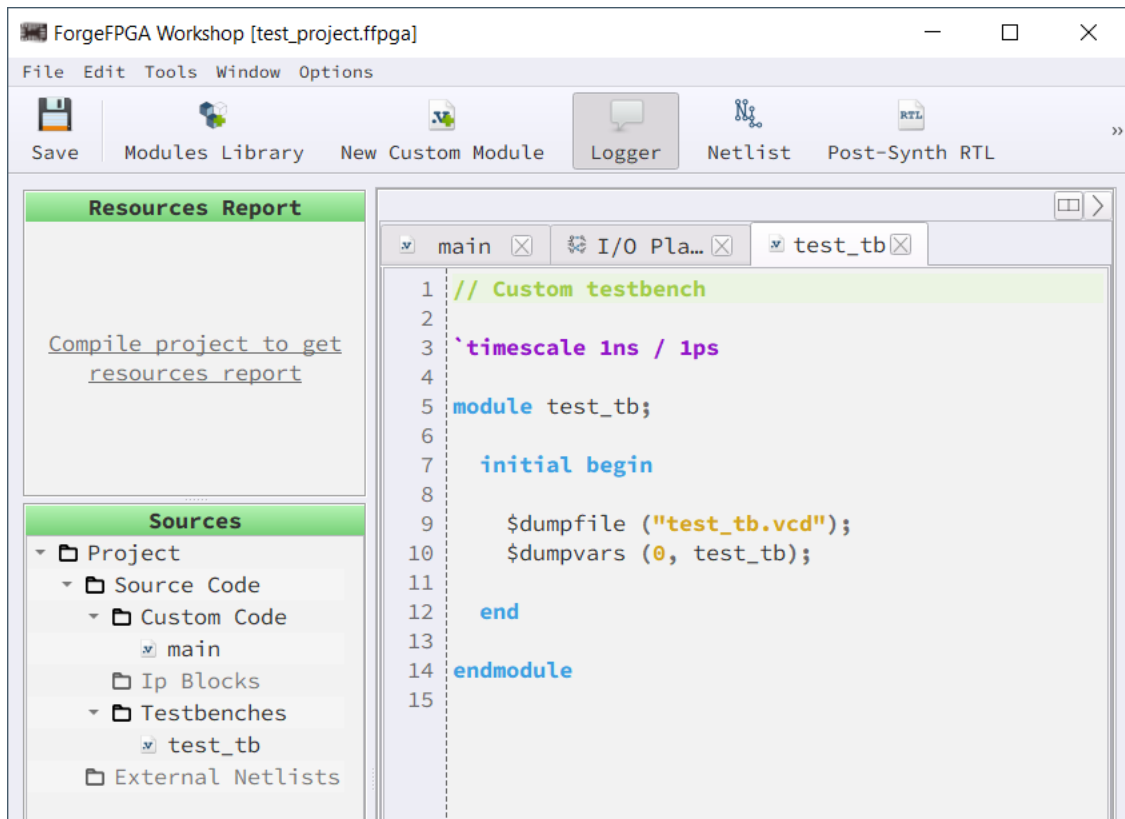 ForgeFPGA Workshop [test_project.ffpga]
File Edit Tools Window Options
Save Modules Library New Custom Module Logger Netlist Post-Synth RTL
Resources Report
Compile project to get
resources report
Sources
Project
Source Code
Custom Code
main
Ip Blocks
Testbenches
test_tb
External Netlists
main I/O Pla… test_tb
1 // Custom testbench
2
3 `timescale 1ns / 1ps
4
5 module test_tb;
6
7 initial begin
8
9 $dumpfile ("test_tb.vcd");
10 $dumpvars (0, test_tb);
11
12 end
13
14 endmodule
15